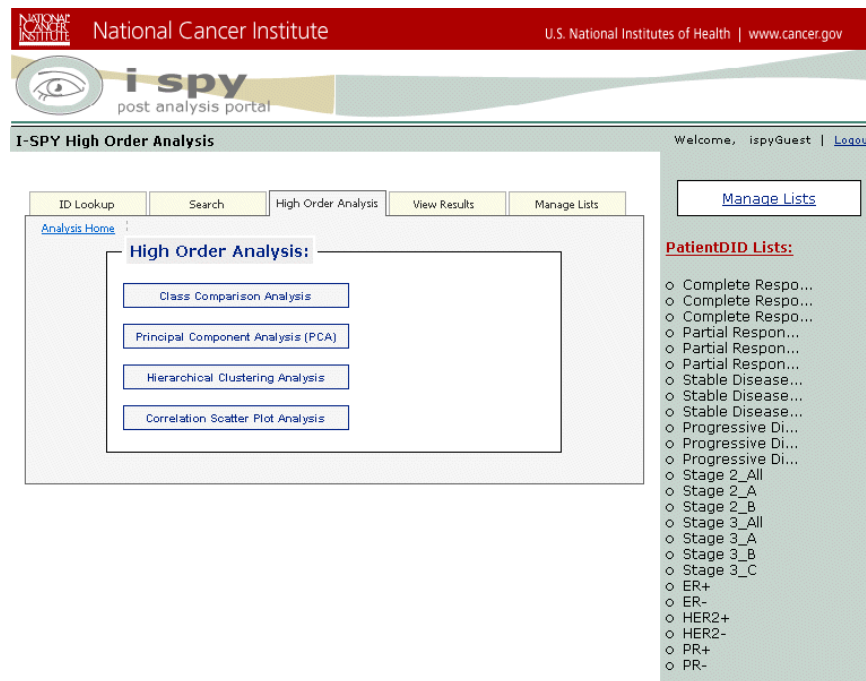 NATIONAL
CANCER
INSTITUTE
National Cancer Institute
U.S. National Institutes of Health | www.cancer.gov
i spy
post analysis portal
I-SPY High Order Analysis
Welcome, ispyGuest | Logou
ID Lookup
Search
High Order Analysis
View Results
Manage Lists
Analysis Home
High Order Analysis:
Class Comparison Analysis
Principal Component Analysis (PCA)
Hierarchical Clustering Analysis
Correlation Scatter Plot Analysis
Manage Lists
PatientDID Lists:
o Complete Respo...
o Complete Respo...
o Complete Respo...
o Partial Respon...
o Partial Respon...
o Partial Respon...
o Stable Disease...
o Stable Disease...
o Stable Disease...
o Progressive Di...
o Progressive Di...
o Progressive Di...
o Stage 2_All
o Stage 2_A
o Stage 2_B
o Stage 3_All
o Stage 3_A
o Stage 3_B
o Stage 3_C
o ER+
o ER-
o HER2+
o HER2-
o PR+
o PR-